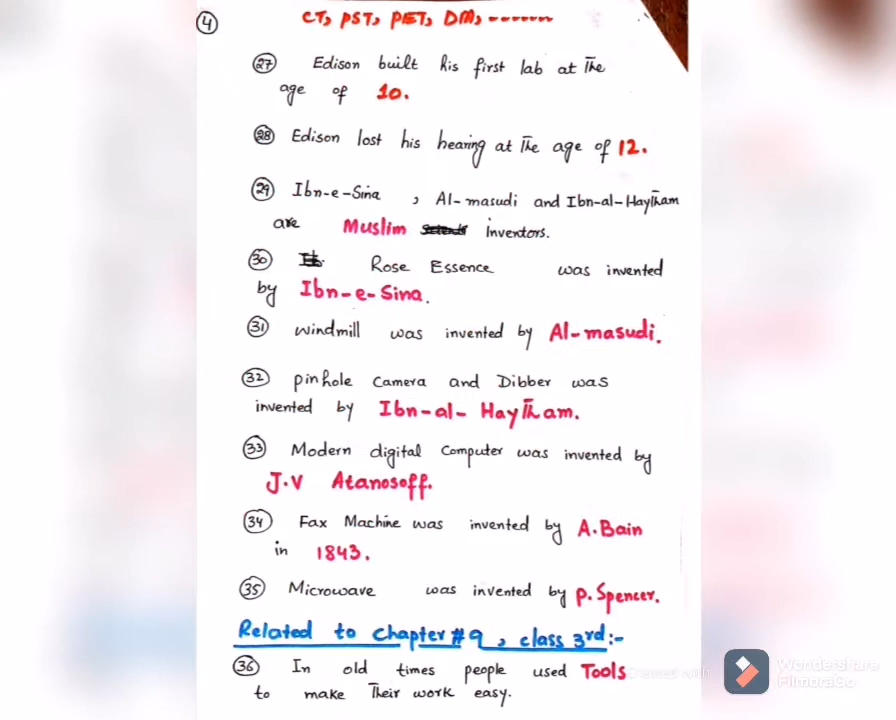 4
CT, PST, PET, DM, -------
27 Edison built his first lab at The
age of 10.
28 Edison lost his hearing at The age of 12.
29 Ibn-e-Sina , Al-masudi and Ibn-al-HayTham
are Muslim inventors.
30 Rose Essence was invented
by Ibn-e-Sina.
31 windmill was invented by Al-masudi.
32 pinhole Camera and Dibber was
invented by Ibn-al-HayTham.
33 Modern digital Computer was invented by
J.V Atanosoff.
34 Fax Machine was invented by A.Bain
in 1843.
35 Microwave was invented by P.Spencer.
Related to chapter #9, class 3rd:-
36 In old times people used Tools
to make Their work easy.
Created with
Wondershare
FilmoraGo